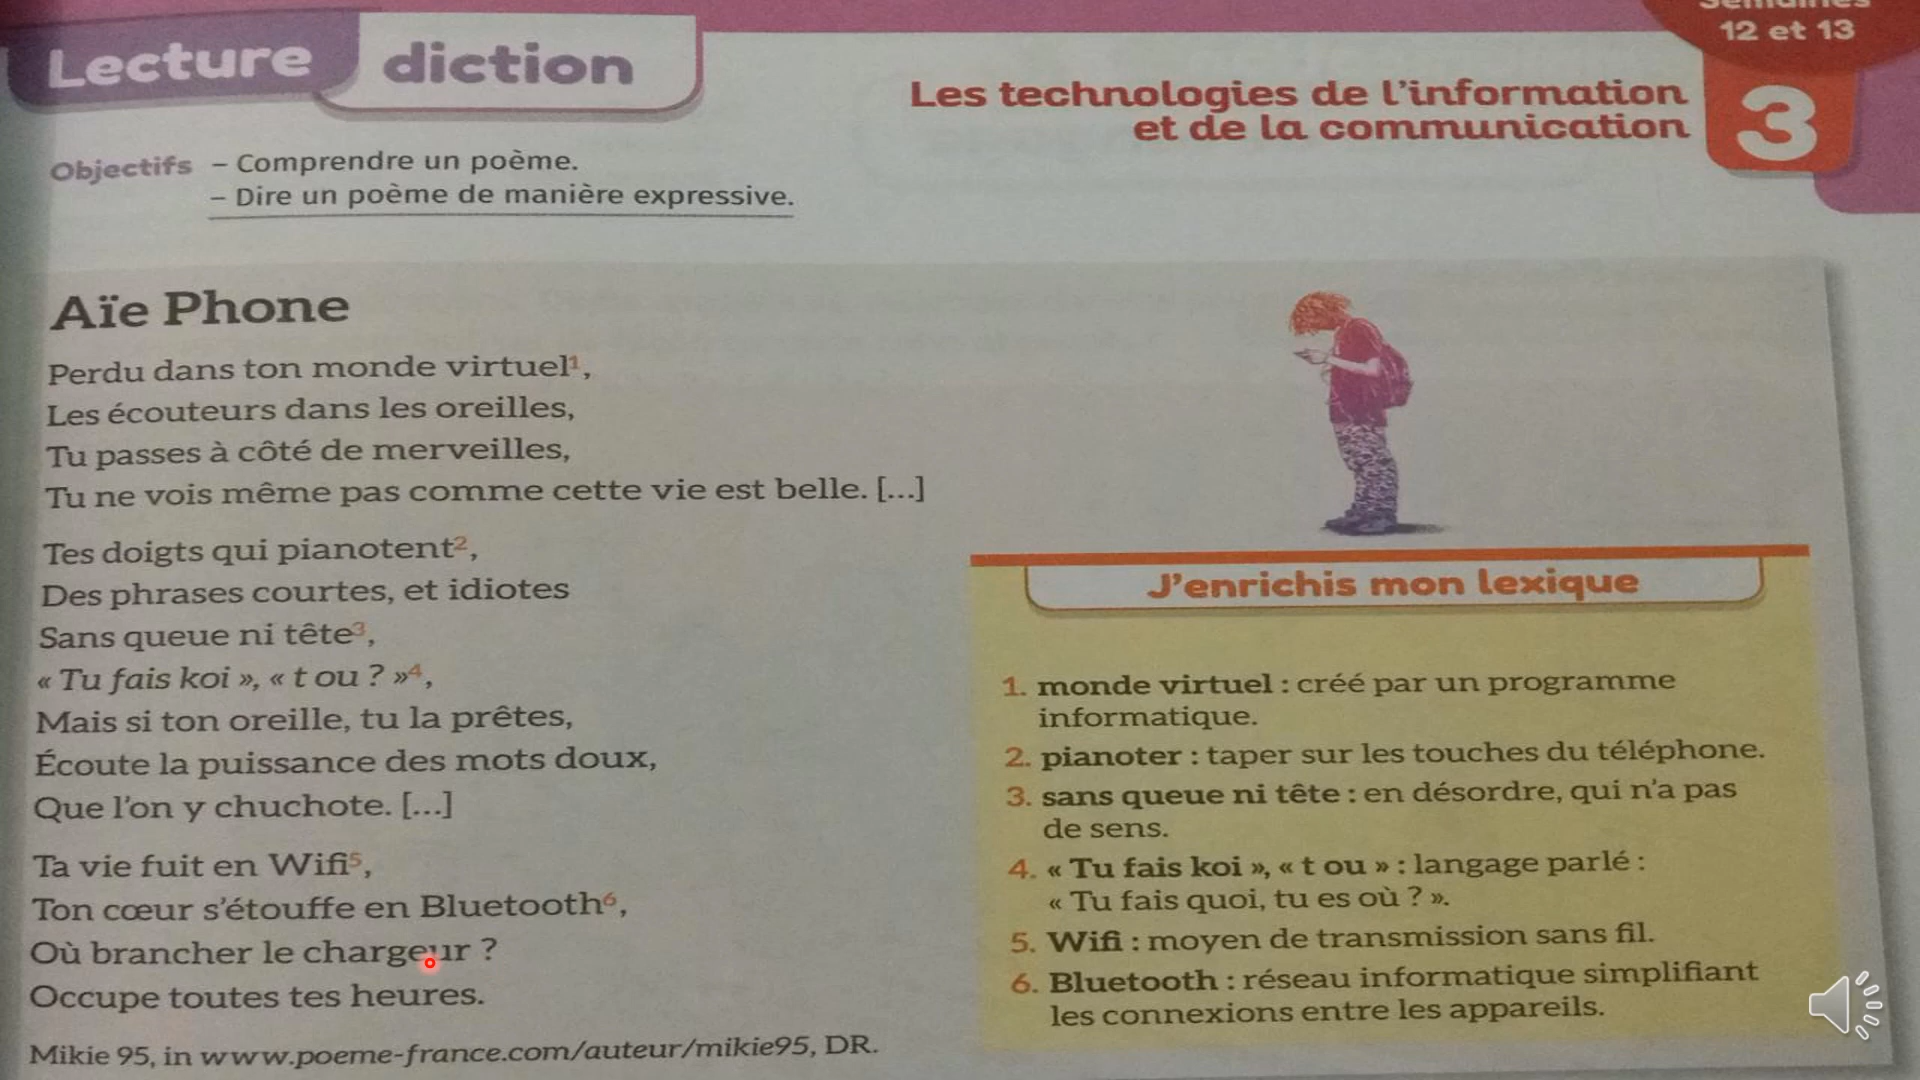 Lecture diction
Semaines
12 et 13
3
Les technologies de l'information
et de la communication
Objectifs – Comprendre un poème.
– Dire un poème de manière expressive.
Aïe Phone
Perdu dans ton monde virtuel¹,
Les écouteurs dans les oreilles,
Tu passes à côté de merveilles,
Tu ne vois même pas comme cette vie est belle. [...]
Tes doigts qui pianotent²,
Des phrases courtes, et idiotes
Sans queue ni tête³,
« Tu fais koi », « t ou ? »⁴,
Mais si ton oreille, tu la prêtes,
Écoute la puissance des mots doux,
Que l'on y chuchote. [...]
Ta vie fuit en Wifi⁵,
Ton cœur s'étouffe en Bluetooth⁶,
Où brancher le chargeur ?
Occupe toutes tes heures.
Mikie 95, in www.poeme-france.com/auteur/mikie95, DR.
J'enrichis mon lexique
1. monde virtuel : créé par un programme
informatique.
2. pianoter : taper sur les touches du téléphone.
3. sans queue ni tête : en désordre, qui n'a pas
de sens.
4. « Tu fais koi », « t ou » : langage parlé :
« Tu fais quoi, tu es où ? ».
5. Wifi : moyen de transmission sans fil.
6. Bluetooth : réseau informatique simplifiant
les connexions entre les appareils.